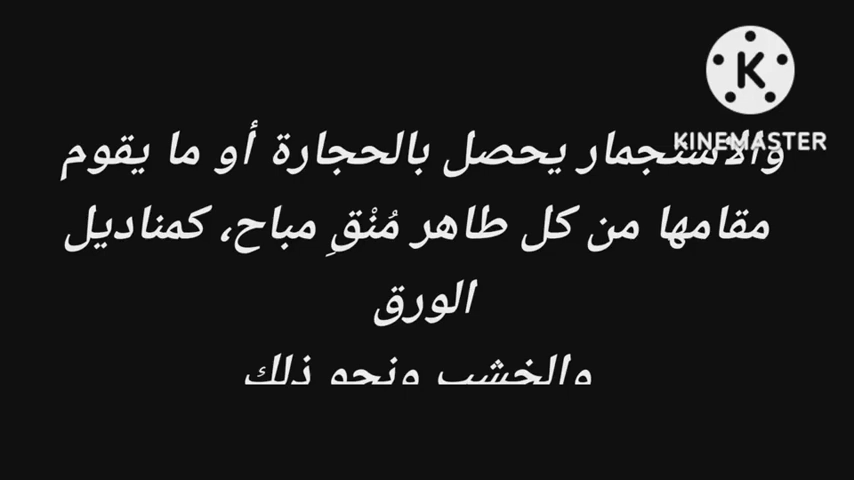 KINEMASTER
والاستجمار يحصل بالحجارة أو ما يقوم
مقامها من كل طاهر مُنْقِ مباح، كمناديل
الورق
والخشب ونحو ذلك